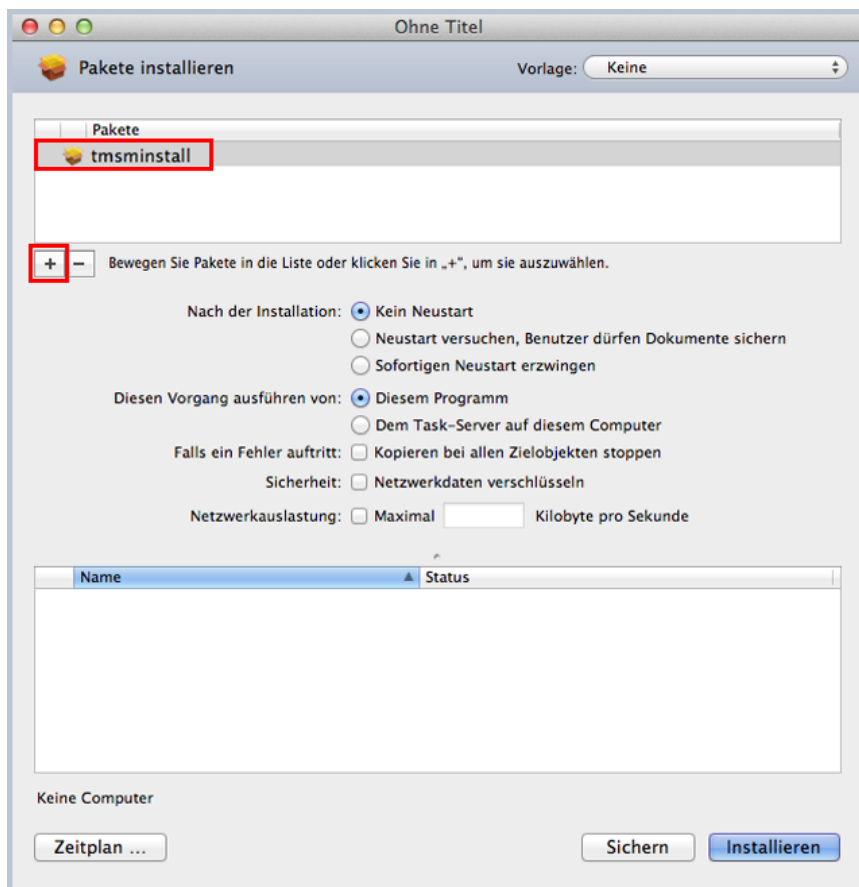 Ohne Titel
Pakete installieren
Vorlage: Keine
Pakete
tmsminstall
+ − Bewegen Sie Pakete in die Liste oder klicken Sie in „+“, um sie auszuwählen.
Nach der Installation: Kein Neustart
Neustart versuchen, Benutzer dürfen Dokumente sichern
Sofortigen Neustart erzwingen
Diesen Vorgang ausführen von: Diesem Programm
Dem Task-Server auf diesem Computer
Falls ein Fehler auftritt: Kopieren bei allen Zielobjekten stoppen
Sicherheit: Netzwerkdaten verschlüsseln
Netzwerkauslastung: Maximal Kilobyte pro Sekunde
Name Status
Keine Computer
Zeitplan ... Sichern Installieren